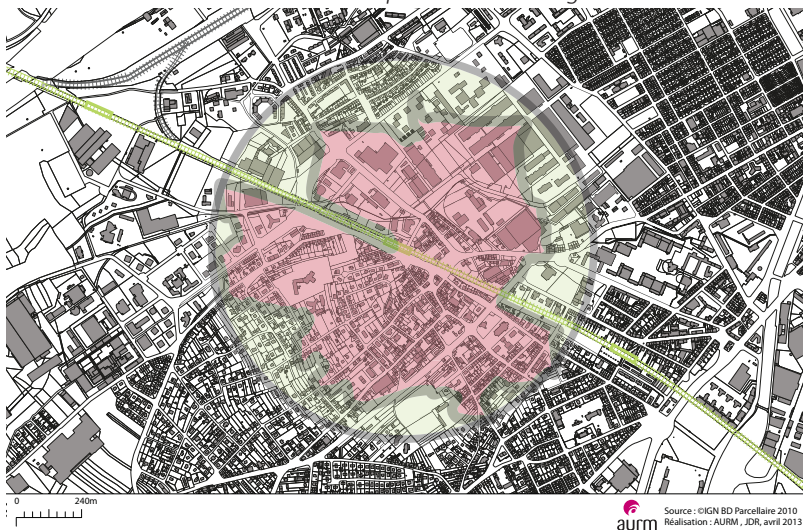 0 240m
aurm
Source : ©IGN BD Parcellaire 2010
Réalisation : AURM , JDR, avril 2013